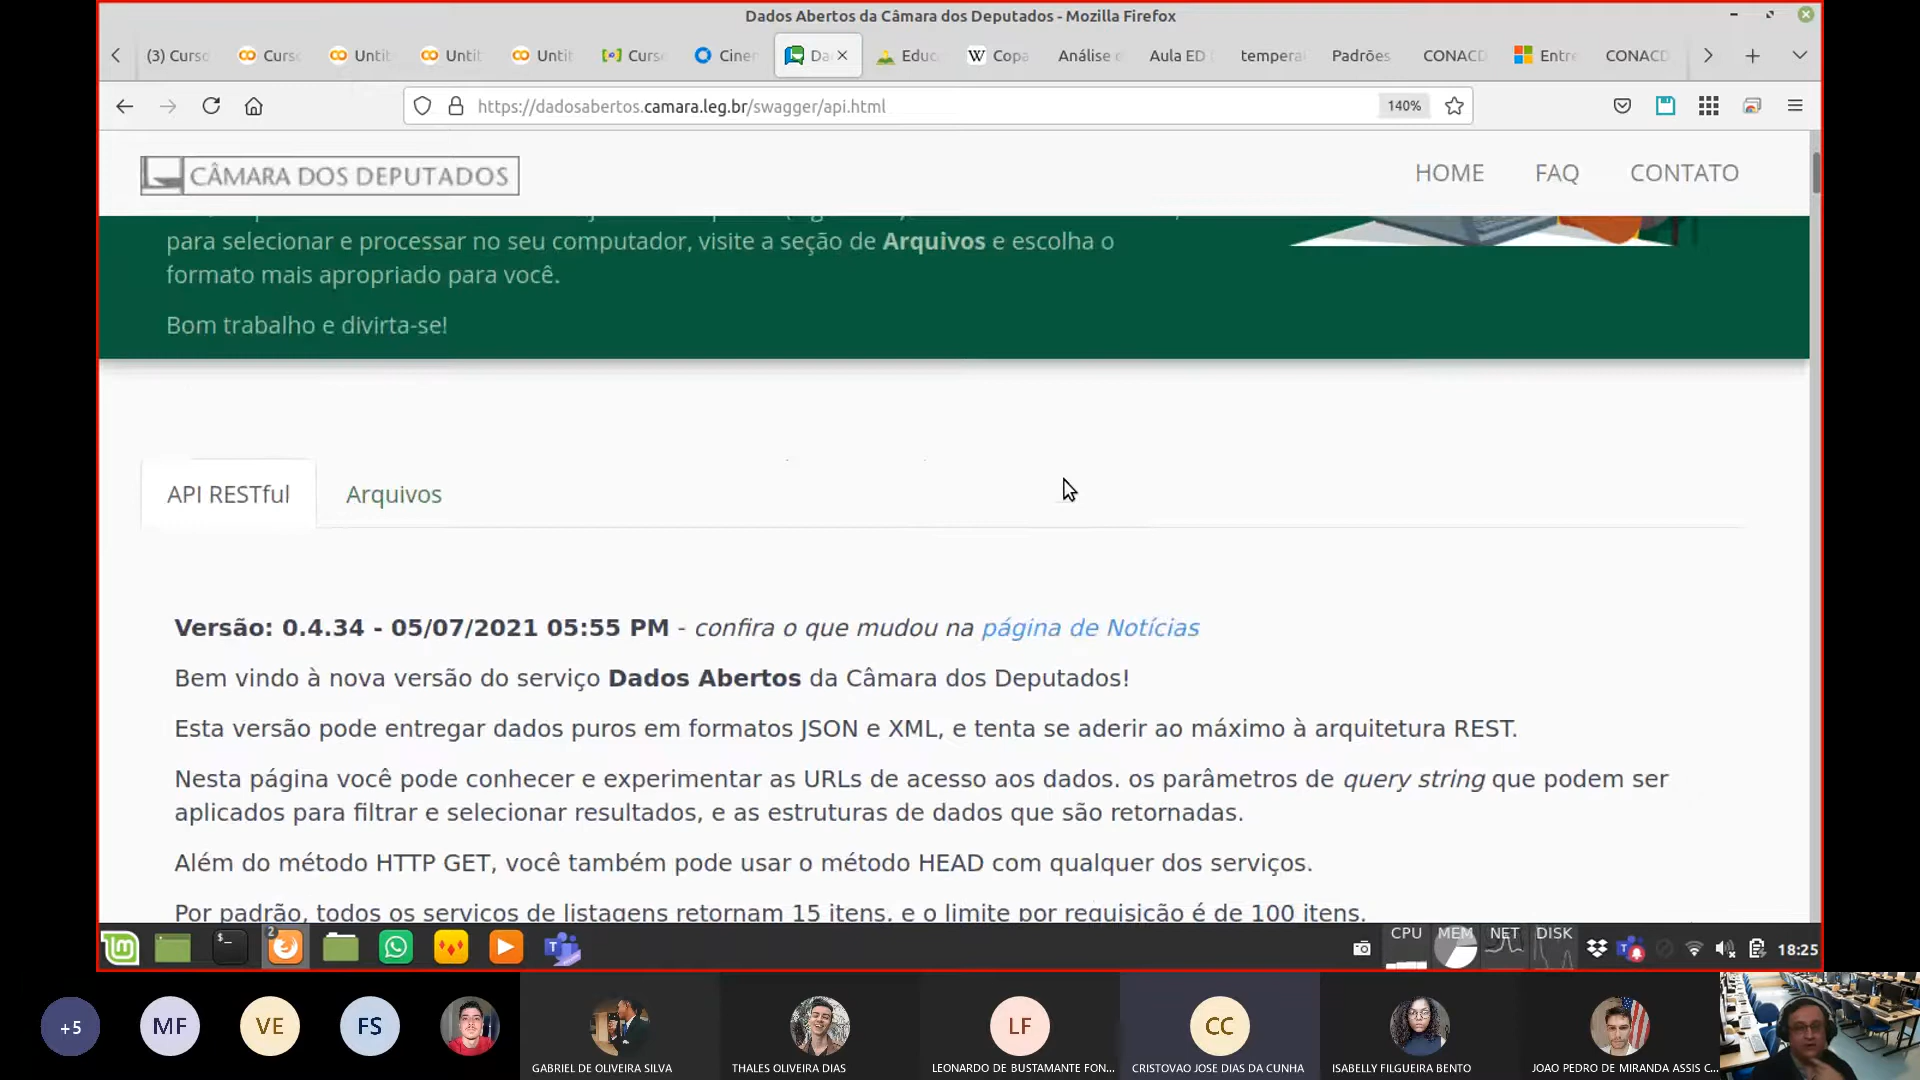 Dados Abertos da Câmara dos Deputados - Mozilla Firefox
(3) Curso
Curso
Untit
Untit
Untit
Curso
Ciner
Da
Educ
Copa
Análise
Aula ED
tempera
Padrões
CONACD
Entre
CONACD
https://dadosabertos.camara.leg.br/swagger/api.html
140%
CÂMARA DOS DEPUTADOS
HOME
FAQ
CONTATO
para selecionar e processar no seu computador, visite a seção de Arquivos e escolha o
formato mais apropriado para você.
Bom trabalho e divirta-se!
API RESTful
Arquivos
Versão: 0.4.34 - 05/07/2021 05:55 PM - confira o que mudou na página de Notícias
Bem vindo à nova versão do serviço Dados Abertos da Câmara dos Deputados!
Esta versão pode entregar dados puros em formatos JSON e XML, e tenta se aderir ao máximo à arquitetura REST.
Nesta página você pode conhecer e experimentar as URLs de acesso aos dados. os parâmetros de query string que podem ser
aplicados para filtrar e selecionar resultados, e as estruturas de dados que são retornadas.
Além do método HTTP GET, você também pode usar o método HEAD com qualquer dos serviços.
Por padrão, todos os serviços de listagens retornam 15 itens, e o limite por requisição é de 100 itens.
2
CPU
MEM
NET
DISK
18:25
+5
MF
VE
FS
LF
CC
GABRIEL DE OLIVEIRA SILVA
THALES OLIVEIRA DIAS
LEONARDO DE BUSTAMANTE FON...
CRISTOVAO JOSE DIAS DA CUNHA
ISABELLY FILGUEIRA BENTO
JOAO PEDRO DE MIRANDA ASSIS C...